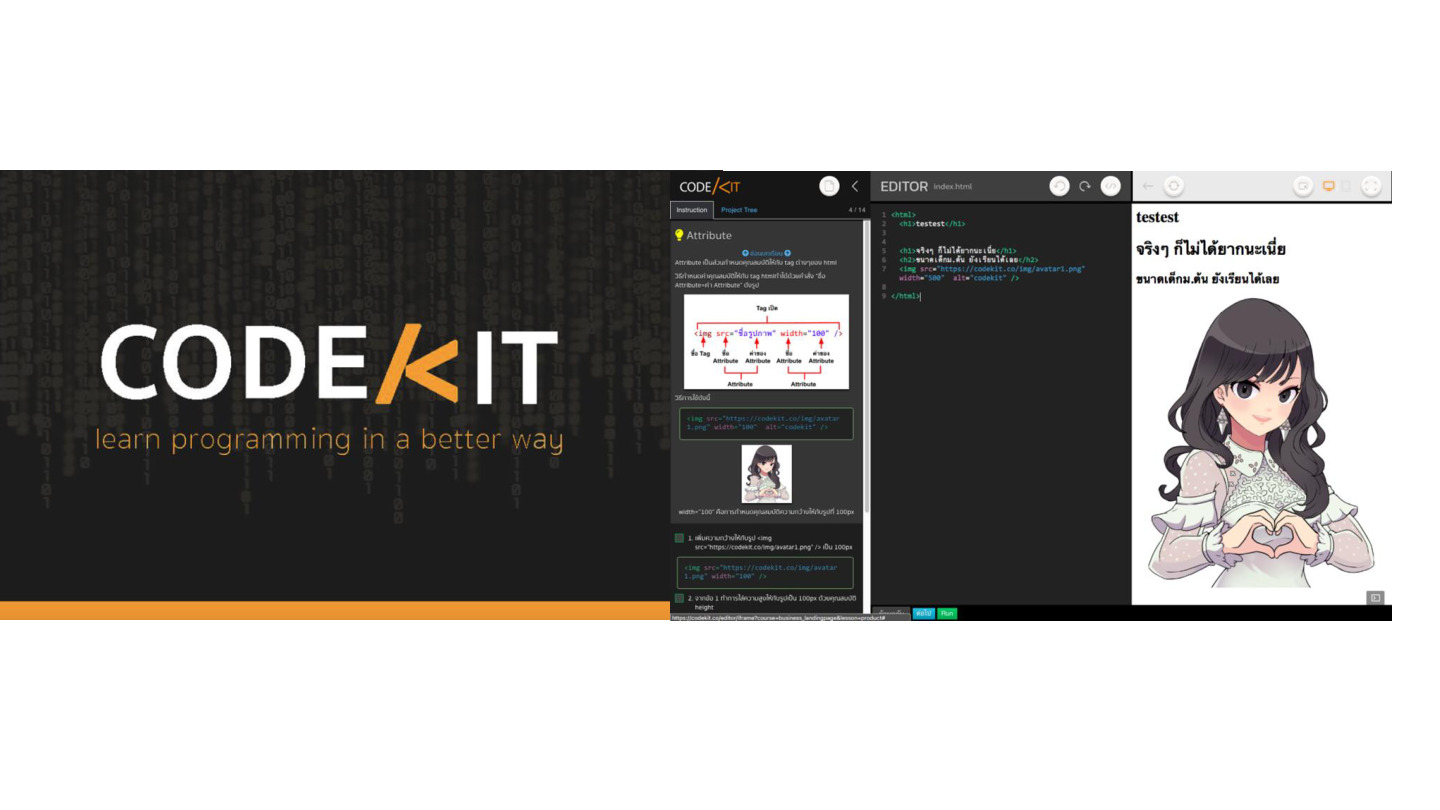 CODEKIT
learn programming in a better way
CODEKIT
Instruction
Project Tree
4 / 14
Attribute
Attribute เป็นส่วนกำหนดคุณสมบัติให้กับ tag ต่างๆของ html
วิธีกำหนดค่าคุณสมบัติให้กับ tag htmlทำได้ด้วยคำสั่ง "ชื่อ
Attribute=ค่า Attribute" ดังรูป
Tag เปิด
<img src="ชื่อรูปภาพ" width="100" />
ชื่อ Tag ชื่อ Attribute ค่าของ Attribute ชื่อ Attribute ค่าของ Attribute
Attribute Attribute
วิธีการใช้ดังนี้
<img src="https://codekit.co/img/avatar
1.png" width="100" alt="codekit" />
width="100" คือการกำหนดคุณสมบัติความกว้างให้กับรูปที่ 100px
1. เพิ่มความกว้างให้กับรูป <img
src="https://codekit.co/img/avatar1.png" /> เป็น 100px
<img src="https://codekit.co/img/avatar
1.png" width="100" />
2. จากข้อ 1 ทำการใส่ความสูงให้กับรูปเป็น 100px ด้วยคุณสมบัติ
height
https://codekit.co/editor/iframe?course=business_landingpage&lesson=product#
EDITOR index.html
1 <html>
2 <h1>testest</h1>
3
4
5 <h1>จริงๆ ก็ไม่ได้ยากนะเนี่ย</h1>
6 <h2>ขนาดเด็กม.ต้น ยังเรียนได้เลย</h2>
7 <img src="https://codekit.co/img/avatar1.png"
width="500" alt="codekit" />
8
9 </html>
ต่อไป
Run
testest
จริงๆ ก็ไม่ได้ยากนะเนี่ย
ขนาดเด็กม.ต้น ยังเรียนได้เลย